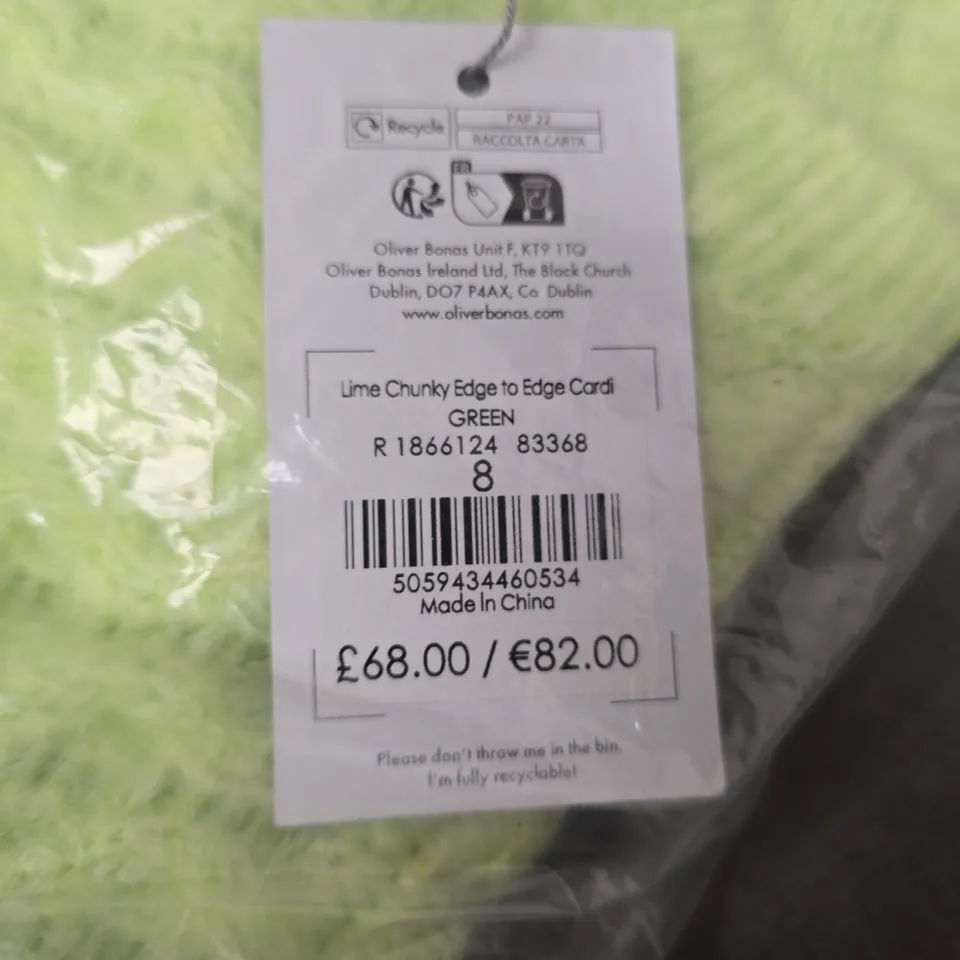 Recycle
PAP 22
RACCOLTA CARTA
FR
Oliver Bonas Unit F, KT9 1TQ
Oliver Bonas Ireland Ltd, The Black Church
Dublin, DO7 P4AX, Co Dublin
www.oliverbonas.com
Lime Chunky Edge to Edge Cardi
GREEN
R 1866124 83368
8
5059434460534
Made In China
£68.00 / €82.00
Please don't throw me in the bin.
I'm fully recyclable!